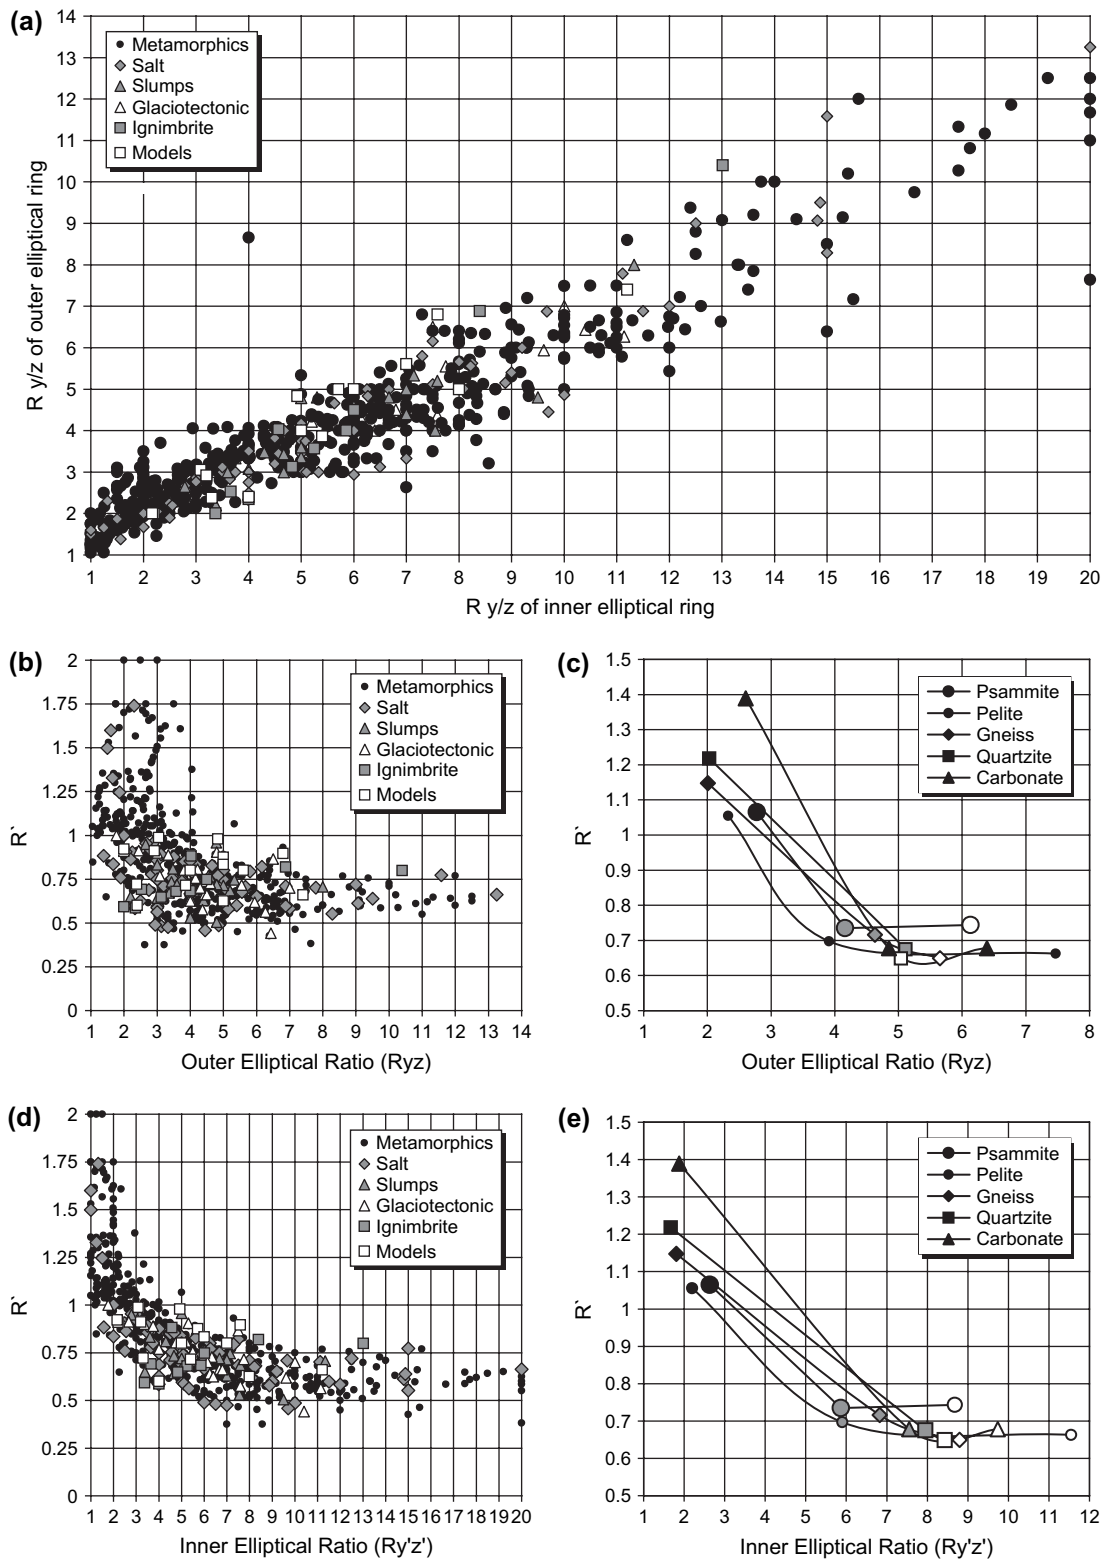 (a)
14
13
12
11
10
9
8
7
6
5
4
3
2
1
R y/z of outer elliptical ring
Metamorphics
Salt
Slumps
Glaciotectonic
Ignimbrite
Models
1 2 3 4 5 6 7 8 9 10 11 12 13 14 15 16 17 18 19 20
R y/z of inner elliptical ring
(b)
2
1.75
1.5
1.25
1
0.75
0.5
0.25
0
R`
Metamorphics
Salt
Slumps
Glaciotectonic
Ignimbrite
Models
1 2 3 4 5 6 7 8 9 10 11 12 13 14
Outer Elliptical Ratio (Ryz)
(c)
1.5
1.4
1.3
1.2
1.1
1
0.9
0.8
0.7
0.6
0.5
R`
Psammite
Pelite
Gneiss
Quartzite
Carbonate
1 2 3 4 5 6 7 8
Outer Elliptical Ratio (Ryz)
(d)
2
1.75
1.5
1.25
1
0.75
0.5
0.25
0
R`
Metamorphics
Salt
Slumps
Glaciotectonic
Ignimbrite
Models
1 2 3 4 5 6 7 8 9 10 11 12 13 14 15 16 17 18 19 20
Inner Elliptical Ratio (Ry'z')
(e)
1.5
1.4
1.3
1.2
1.1
1
0.9
0.8
0.7
0.6
0.5
R`
Psammite
Pelite
Gneiss
Quartzite
Carbonate
1 2 3 4 5 6 7 8 9 10 11 12
Inner Elliptical Ratio (Ry'z')